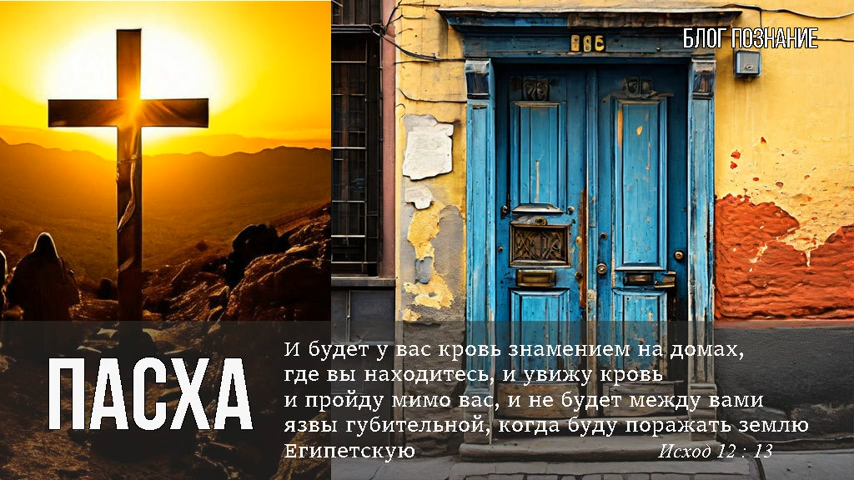 БЛОГ ПОЗНАНИЕ
ПАСХА
И будет у вас кровь знамением на домах,
где вы находитесь, и увижу кровь
и пройду мимо вас, и не будет между вами
язвы губительной, когда буду поражать землю
Египетскую
Исход 12 : 13